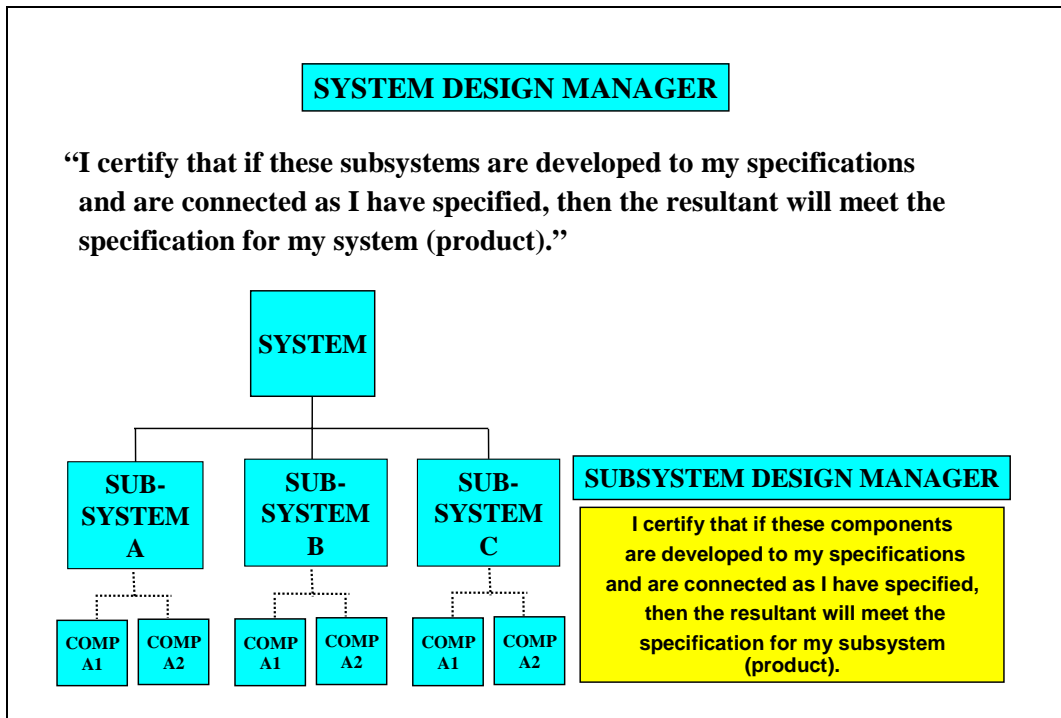 SYSTEM DESIGN MANAGER
“I certify that if these subsystems are developed to my specifications
and are connected as I have specified, then the resultant will meet the
specification for my system (product).”
SYSTEM
SUB-
SYSTEM
A
SUB-
SYSTEM
B
SUB-
SYSTEM
C
COMP
A1
COMP
A2
COMP
A1
COMP
A2
COMP
A1
COMP
A2
SUBSYSTEM DESIGN MANAGER
I certify that if these components
are developed to my specifications
and are connected as I have specified,
then the resultant will meet the
specification for my subsystem
(product).